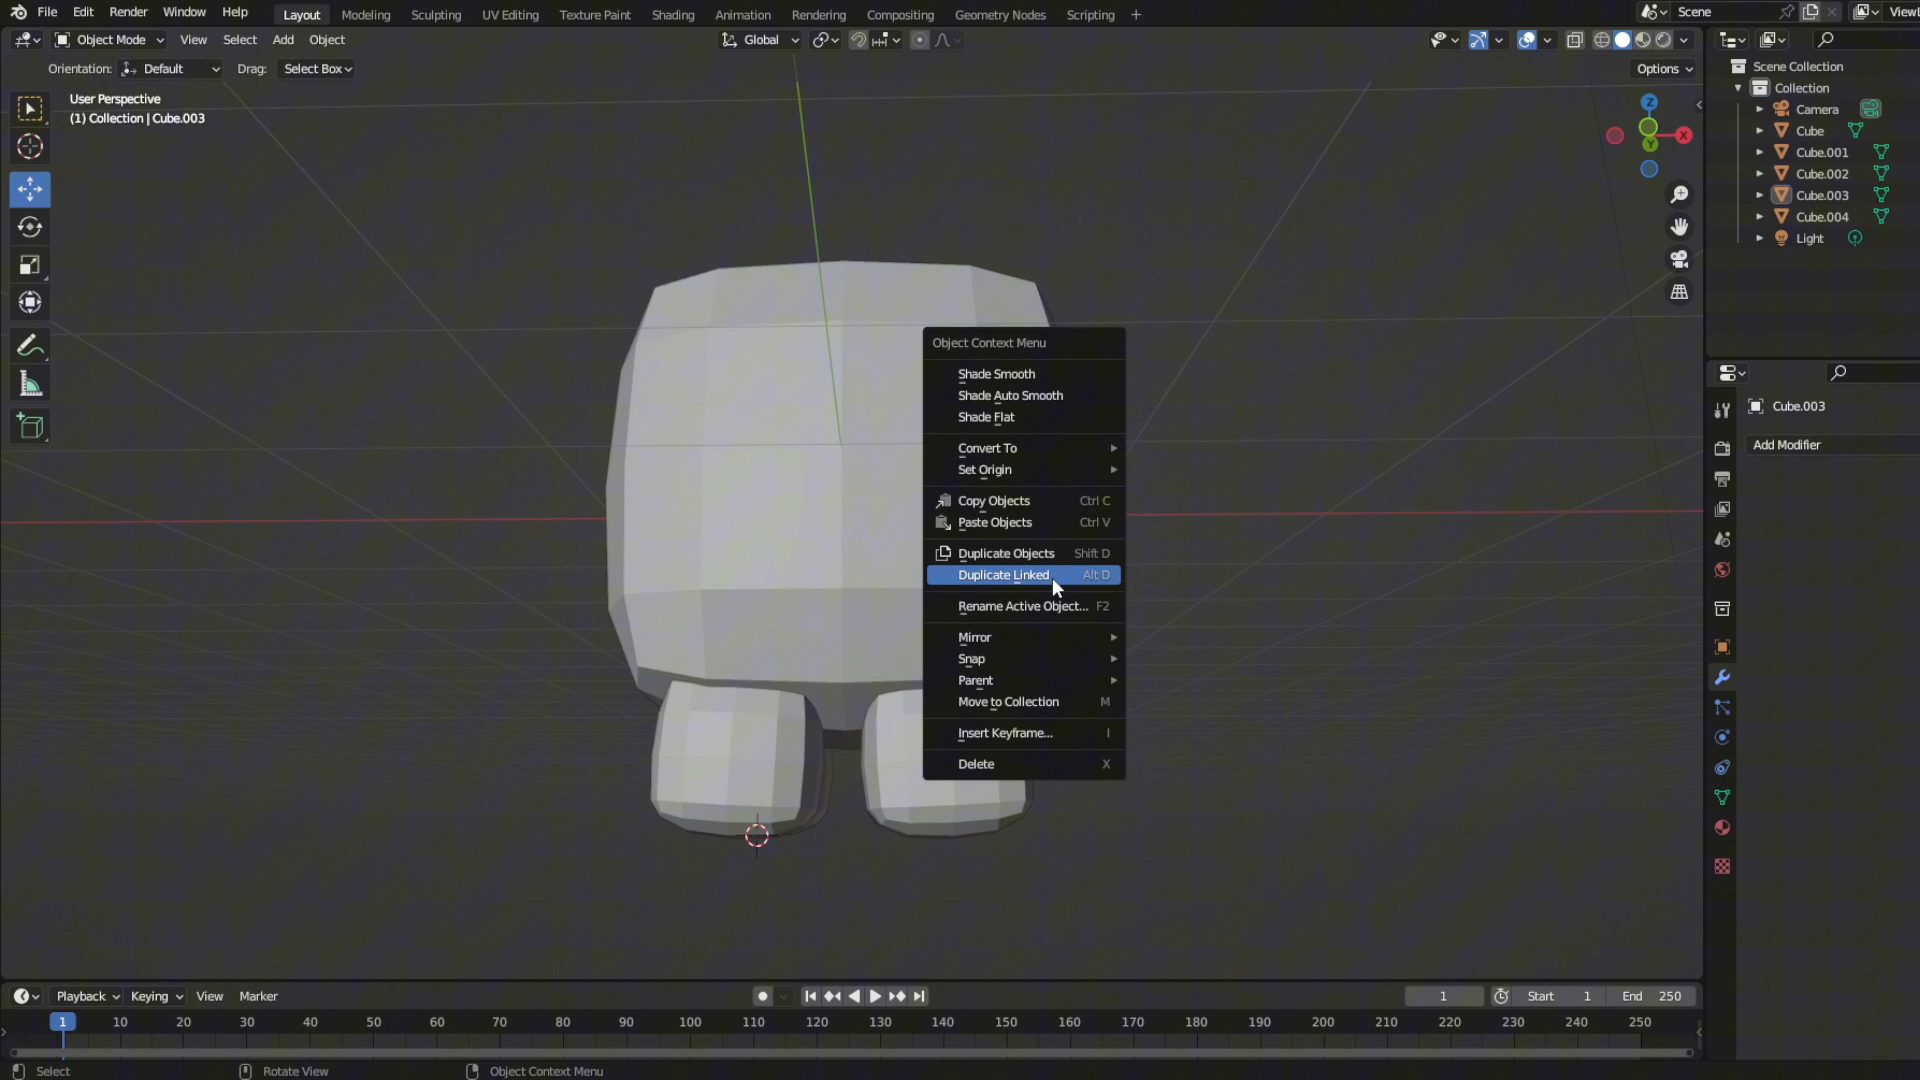 File Edit Render Window Help Layout Modeling Sculpting UV Editing Texture Paint Shading Animation Rendering Compositing Geometry Nodes Scripting + Scene
Object Mode View Select Add Object Global
Orientation: Default Drag: Select Box Options
User Perspective
(1) Collection | Cube.003
Z
X
Y
Scene Collection
Collection
Camera
Cube
Cube.001
Cube.002
Cube.003
Cube.004
Light
Cube.003
Add Modifier
Object Context Menu
Shade Smooth
Shade Auto Smooth
Shade Flat
Convert To
Set Origin
Copy Objects Ctrl C
Paste Objects Ctrl V
Duplicate Objects Shift D
Duplicate Linked Alt D
Rename Active Object... F2
Mirror
Snap
Parent
Move to Collection M
Insert Keyframe... I
Delete X
Playback Keying View Marker 1 Start 1 End 250
1 10 20 30 40 50 60 70 80 90 100 110 120 130 140 150 160 170 180 190 200 210 220 230 240 250
Select Rotate View Object Context Menu